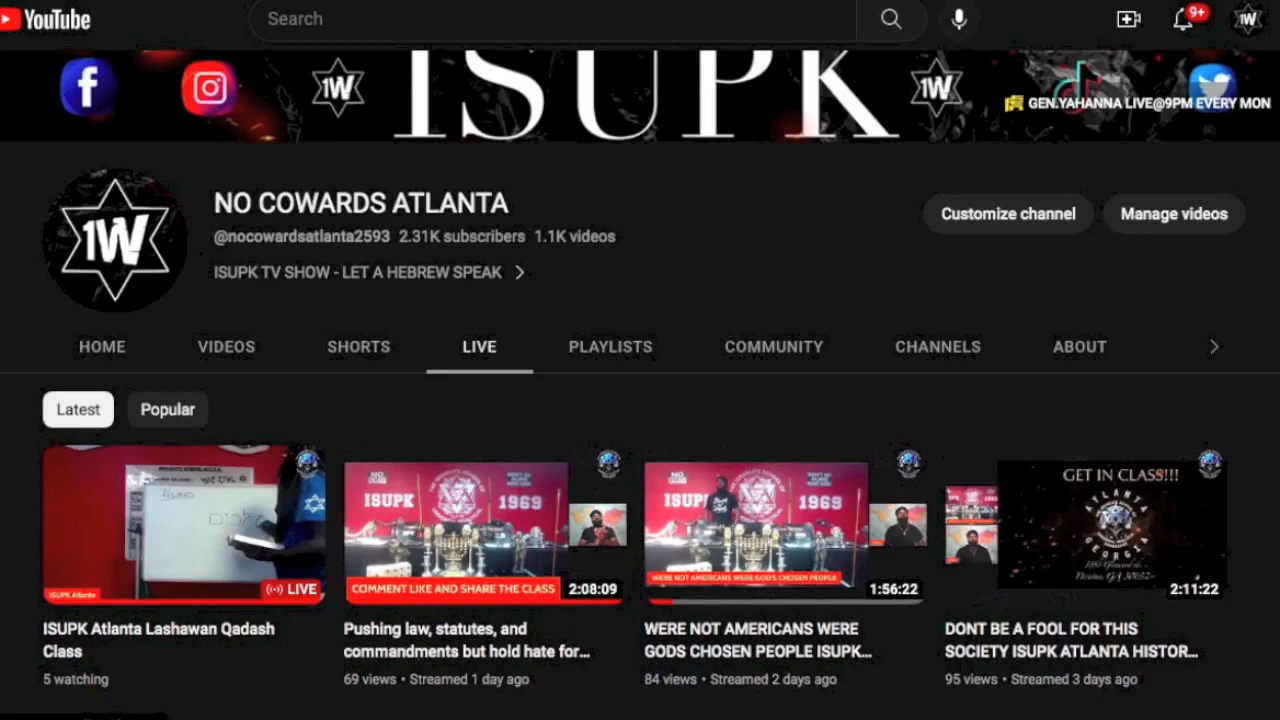 YouTube
Search
9+
1W
ISUPK
1W
1W
GEN.YAHANNA LIVE@9PM EVERY MON
1W
NO COWARDS ATLANTA
@nocowardsatlanta2593 2.31K subscribers 1.1K videos
ISUPK TV SHOW - LET A HEBREW SPEAK
Customize channel
Manage videos
HOME
VIDEOS
SHORTS
LIVE
PLAYLISTS
COMMUNITY
CHANNELS
ABOUT
Latest
Popular
ISUPK Atlanta
LIVE
ISUPK
1969
COMMENT LIKE AND SHARE THE CLASS
2:08:09
ISUPK
1969
WERE NOT AMERICANS WERE GOD'S CHOSEN PEOPLE
1:56:22
GET IN CLASS!!!
ATLANTA
GEORGIA
2:11:22
ISUPK Atlanta Lashawan Qadash
Class
5 watching
Pushing law, statutes, and
commandments but hold hate for...
69 views • Streamed 1 day ago
WERE NOT AMERICANS WERE
GODS CHOSEN PEOPLE ISUPK...
84 views • Streamed 2 days ago
DONT BE A FOOL FOR THIS
SOCIETY ISUPK ATLANTA HISTOR...
95 views • Streamed 3 days ago